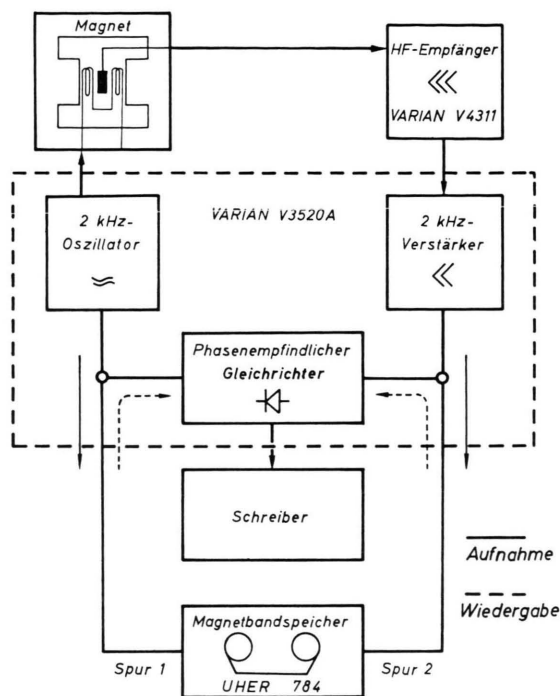 Magnet
HF-Empfänger
VARIAN V4311
2 kHz-
Oszillator
VARIAN V3520A
2 kHz-
Verstärker
Phasenempfindlicher
Gleichrichter
Schreiber
Aufnahme
Wiedergabe
Magnetbandspeicher
Spur 1
UHER 784
Spur 2